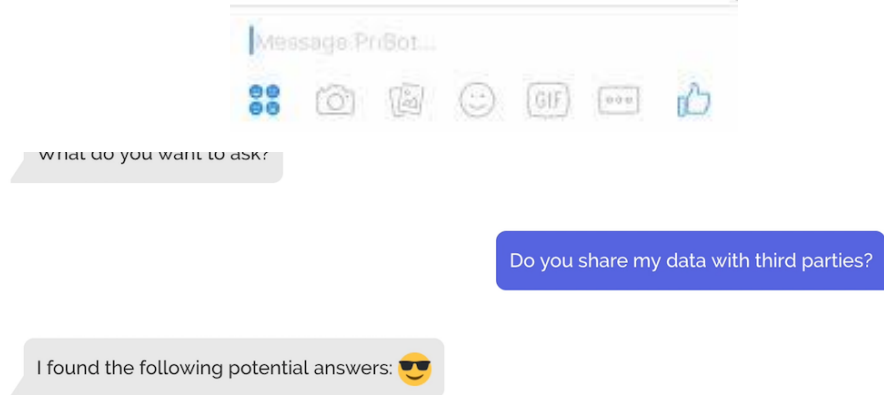 Message PriBot...
GIF
What do you want to ask?
Do you share my data with third parties?
I found the following potential answers: 😎